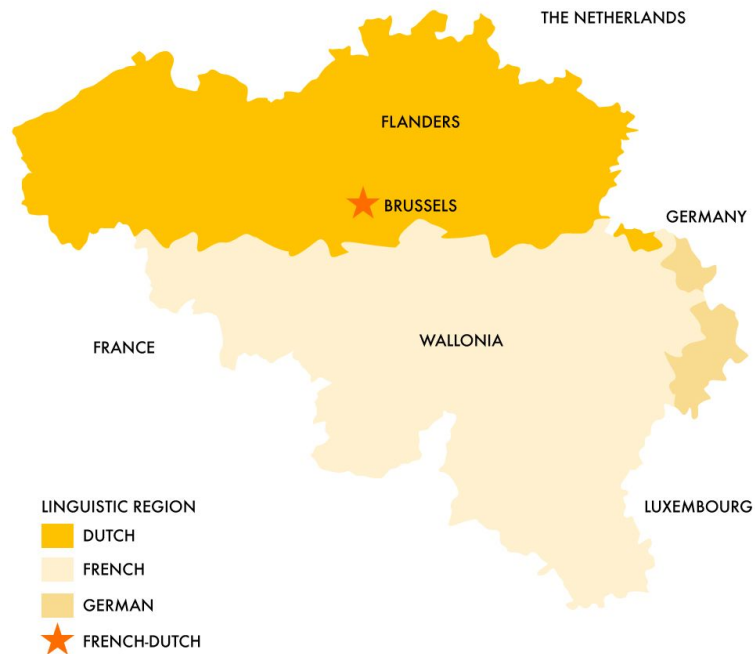 THE NETHERLANDS
FLANDERS
BRUSSELS
GERMANY
WALLONIA
FRANCE
LUXEMBOURG
LINGUISTIC REGION
DUTCH
FRENCH
GERMAN
FRENCH-DUTCH